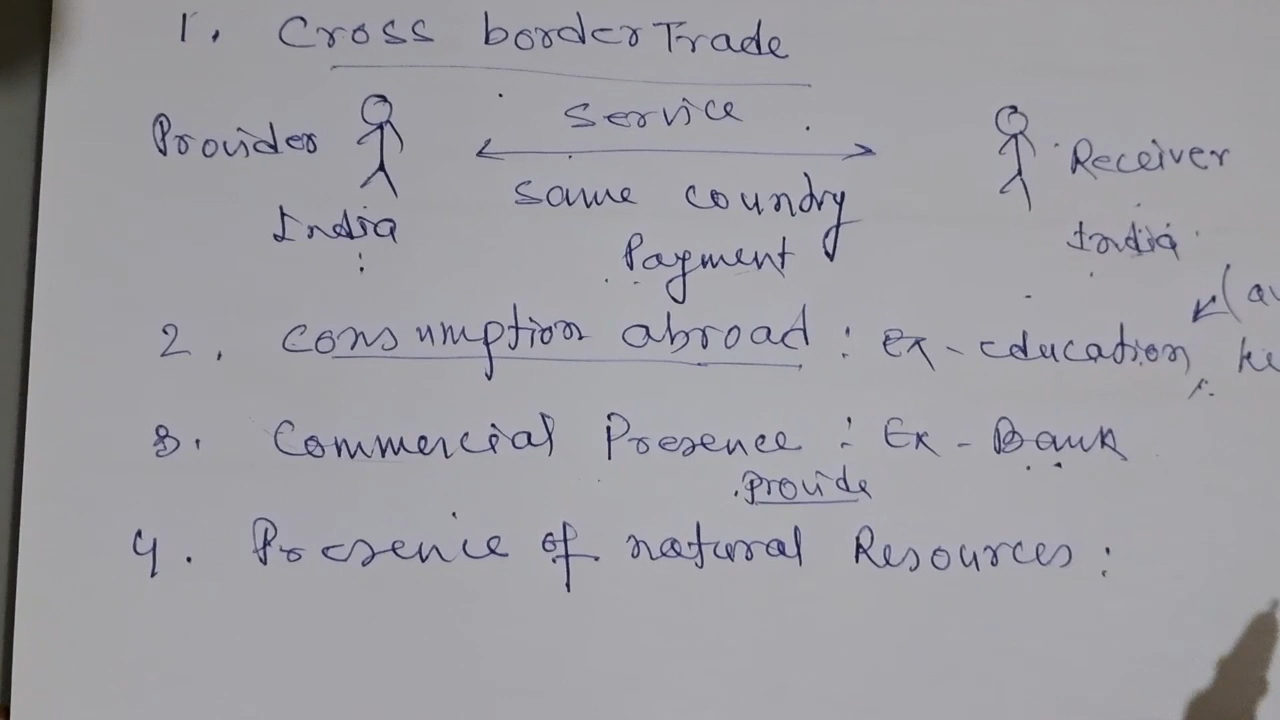 1. Cross border Trade
Service
Provider
Receiver
same country
India
India
Payment
2. Consumption abroad : Ex - education,
3. Commercial Presence : Ex - Bank
provide
4. Presence of natural Resources :